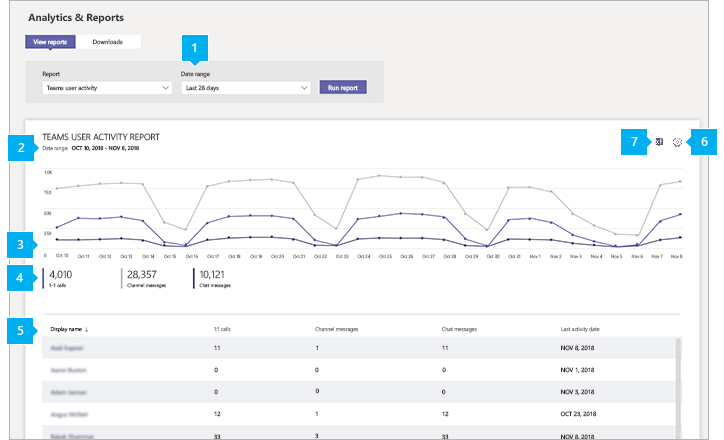 Analytics & Reports
View reports Downloads
1
Report Date range
Teams user activity Last 28 days Run report
TEAMS USER ACTIVITY REPORT
2 Date range: OCT 10, 2018 - NOV 8, 2018 7 6
1.0K
750
500
250
3 0
Oct 10 Oct 11 Oct 12 Oct 13 Oct 14 Oct 15 Oct 16 Oct 17 Oct 18 Oct 19 Oct 20 Oct 21 Oct 22 Oct 23 Oct 24 Oct 25 Oct 26 Oct 27 Oct 28 Oct 29 Oct 30 Oct 31 Nov 1 Nov 2 Nov 3 Nov 4 Nov 5 Nov 6 Nov 7 Nov 8
4 4,010 28,357 10,121
1-1 calls Channel messages Chat messages
5 Display name ↓ 1:1 calls Channel messages Chat messages Last activity date
11 1 11 NOV 8, 2018
0 0 0 NOV 1, 2018
0 0 0 NOV 3, 2018
12 1 12 OCT 23, 2018
33 3 33 NOV 8, 2018